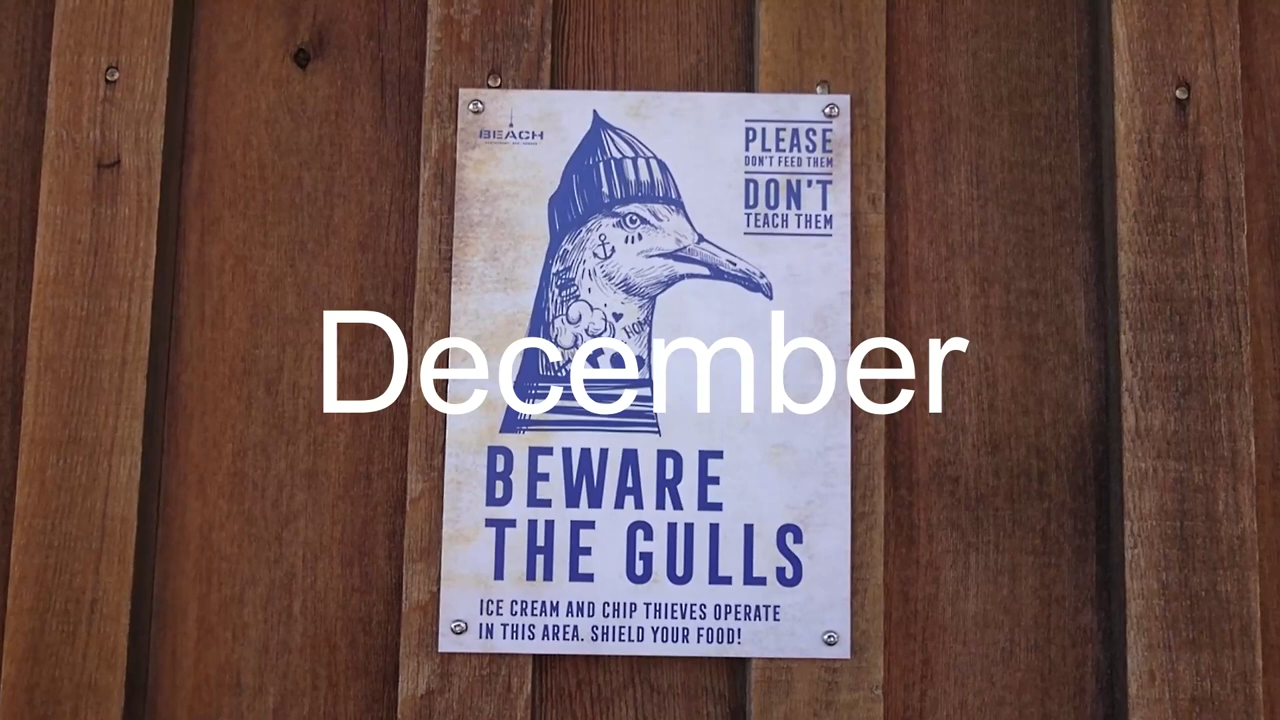 BEACH
PLEASE
DON'T FEED THEM
DON'T
TEACH THEM
HOME
December
BEWARE
THE GULLS
ICE CREAM AND CHIP THIEVES OPERATE
IN THIS AREA. SHIELD YOUR FOOD!